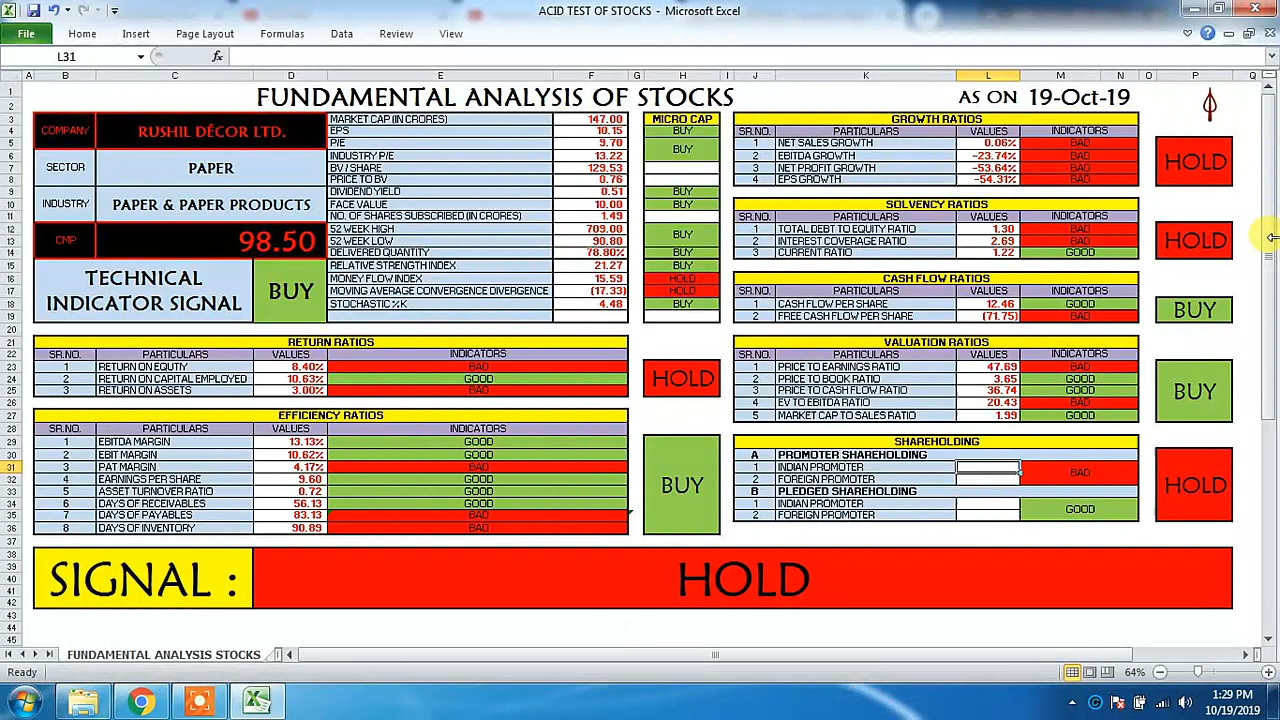 ACID TEST OF STOCKS - Microsoft Excel
File Home Insert Page Layout Formulas Data Review View
L31 fx
A B C D E F G H I J K L M N O P Q
FUNDAMENTAL ANALYSIS OF STOCKS AS ON 19-Oct-19
COMPANY RUSHIL DÉCOR LTD.
SECTOR PAPER
INDUSTRY PAPER & PAPER PRODUCTS
CMP 98.50
TECHNICAL
INDICATOR SIGNAL
BUY
MARKET CAP (IN CRORES) 147.00 MICRO CAP
EPS 10.15 BUY
P/E 9.70 BUY
INDUSTRY P/E 13.22
BV / SHARE 129.53
PRICE TO BV 0.76
DIVIDEND YIELD 0.51 BUY
FACE VALUE 10.00 BUY
NO. OF SHARES SUBSCRIBED (IN CRORES) 1.49
52 WEEK HIGH 709.00 BUY
52 WEEK LOW 90.80
DELIVERED QUANTITY 78.80% BUY
RELATIVE STRENGTH INDEX 21.27 BUY
MONEY FLOW INDEX 15.59 HOLD
MOVING AVERAGE CONVERGENCE DIVERGENCE (17.33) HOLD
STOCHASTIC %K 4.48 BUY
RETURN RATIOS
SR.NO. PARTICULARS VALUES INDICATORS
1 RETURN ON EQUTIY 8.40% BAD
2 RETURN ON CAPITAL EMPLOYED 10.63% GOOD
3 RETURN ON ASSETS 3.00% BAD
HOLD
EFFICIENCY RATIOS
SR.NO. PARTICULARS VALUES INDICATORS
1 EBITDA MARGIN 13.13% GOOD
2 EBIT MARGIN 10.62% GOOD
3 PAT MARGIN 4.17% BAD
4 EARNINGS PER SHARE 9.60 GOOD
5 ASSET TURNOVER RATIO 0.72 GOOD
6 DAYS OF RECEIVABLES 56.13 GOOD
7 DAYS OF PAYABLES 83.13 BAD
8 DAYS OF INVENTORY 90.89 BAD
BUY
GROWTH RATIOS
SR.NO. PARTICULARS VALUES INDICATORS
1 NET SALES GROWTH 0.06% BAD
2 EBITDA GROWTH -23.74% BAD
3 NET PROFIT GROWTH -53.64% BAD
4 EPS GROWTH -54.31% BAD
HOLD
SOLVENCY RATIOS
SR.NO. PARTICULARS VALUES INDICATORS
1 TOTAL DEBT TO EQUITY RATIO 1.30 BAD
2 INTEREST COVERAGE RATIO 2.69 BAD
3 CURRENT RATIO 1.22 GOOD
HOLD
CASH FLOW RATIOS
SR.NO. PARTICULARS VALUES INDICATORS
1 CASH FLOW PER SHARE 12.46 GOOD
2 FREE CASH FLOW PER SHARE (71.75) BAD
BUY
VALUATION RATIOS
SR.NO. PARTICULARS VALUES INDICATORS
1 PRICE TO EARNINGS RATIO 47.69 BAD
2 PRICE TO BOOK RATIO 3.65 GOOD
3 PRICE TO CASH FLOW RATIO 36.74 GOOD
4 EV TO EBITDA RATIO 20.43 BAD
5 MARKET CAP TO SALES RATIO 1.99 GOOD
BUY
SHAREHOLDING
A PROMOTER SHAREHOLDING
1 INDIAN PROMOTER BAD
2 FOREIGN PROMOTER
B PLEDGED SHAREHOLDING
1 INDIAN PROMOTER GOOD
2 FOREIGN PROMOTER
HOLD
SIGNAL : HOLD
FUNDAMENTAL ANALYSIS STOCKS
Ready 64%
1:29 PM
10/19/2019